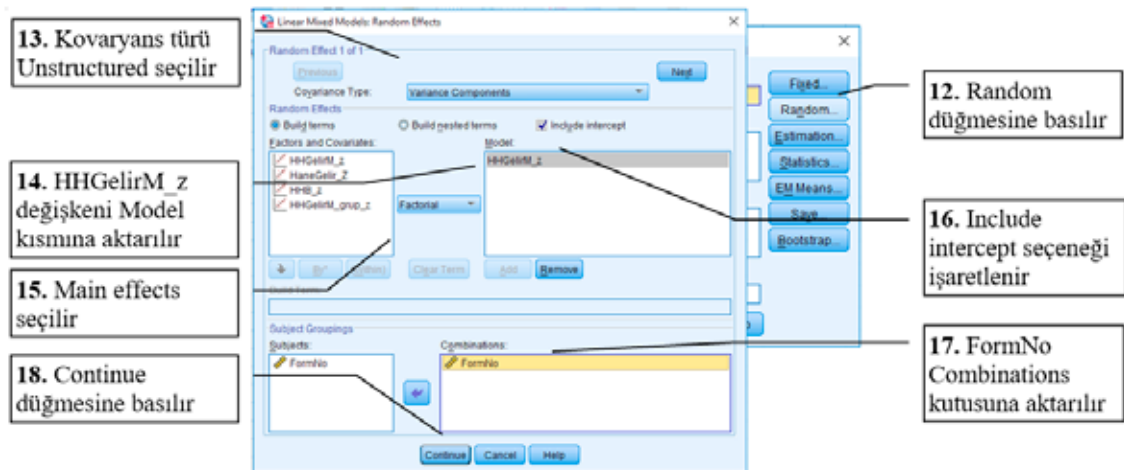 13. Kovaryans türü
Unstructured seçilir
14. HHGelirM_z
değişkeni Model
kısmına aktarılır
15. Main effects
seçilir
18. Continue
düğmesine basılır
Linear Mixed Models: Random Effects
Random Effect 1 of 1
Previous
Next
Covariance Type:
Variance Components
Random Effects
Build terms
Build nested terms
Include intercept
Factors and Covariates:
Model:
HHGelirM_z
HaneGelir_Z
HHB_z
HHGelirM_grup_z
Factorial
HHGelirM_z
By*
(Within)
Clear Term
Add
Remove
Build Term:
Subject Groupings
Subjects:
Combinations:
FormNo
FormNo
Continue
Cancel
Help
Fixed...
Random...
Estimation...
Statistics...
EM Means...
Save...
Bootstrap...
12. Random
düğmesine basılır
16. Include
intercept seçeneği
işaretlenir
17. FormNo
Combinations
kutusuna aktarılır